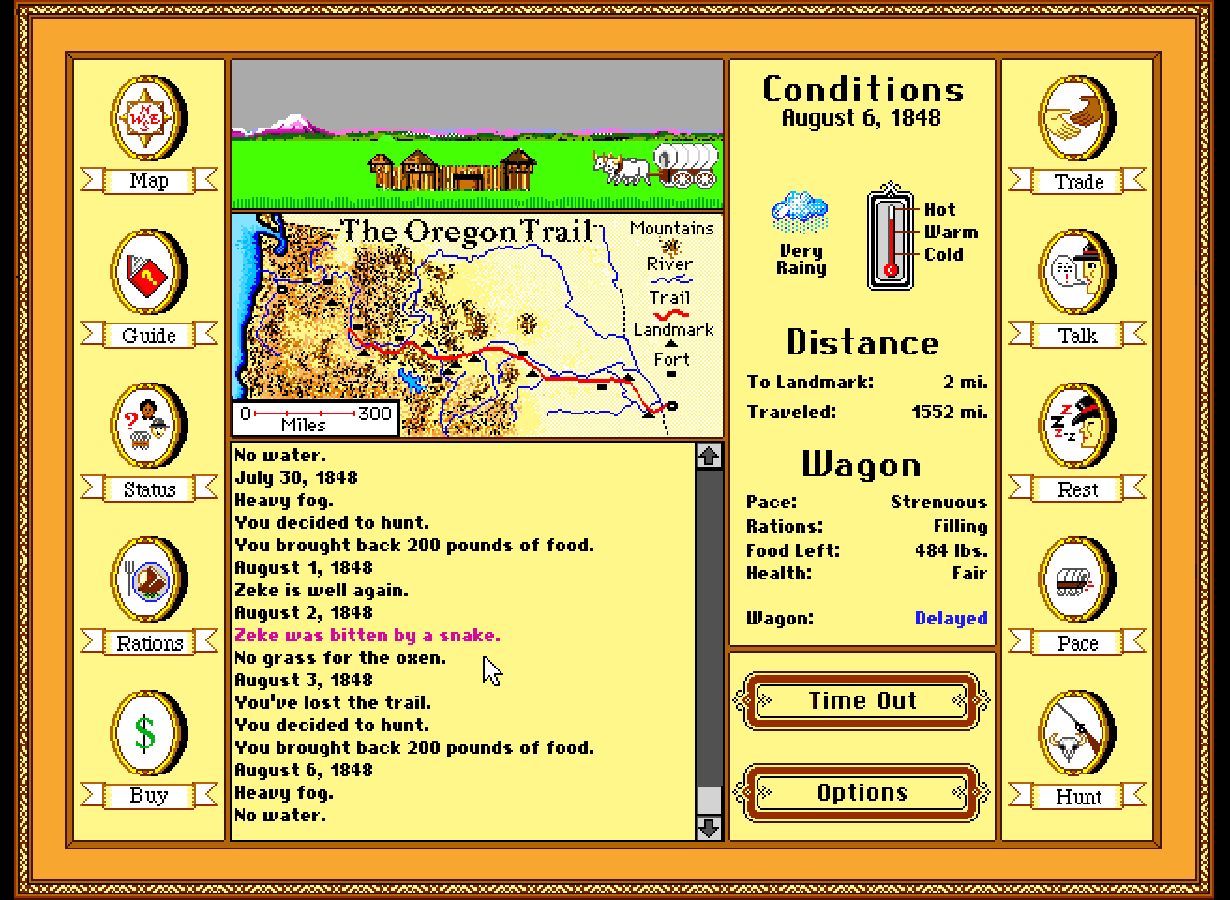 Map
Guide
Status
Rations
Buy
The Oregon Trail
Mountains
River
Trail
Landmark
Fort
0 300
Miles
No water.
July 30, 1848
Heavy fog.
You decided to hunt.
You brought back 200 pounds of food.
August 1, 1848
Zeke is well again.
August 2, 1848
Zeke was bitten by a snake.
No grass for the oxen.
August 3, 1848
You've lost the trail.
You decided to hunt.
You brought back 200 pounds of food.
August 6, 1848
Heavy fog.
No water.
Conditions
August 6, 1848
Very
Rainy
Hot
Warm
Cold
Distance
To Landmark: 2 mi.
Traveled: 1552 mi.
Wagon
Pace: Strenuous
Rations: Filling
Food Left: 484 lbs.
Health: Fair
Wagon: Delayed
Time Out
Options
Trade
Talk
Rest
Pace
Hunt
N
W E
S
?
?
$
z
Z
z
z-z